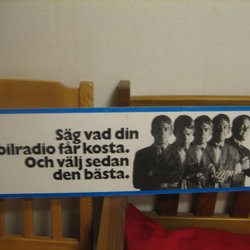 Säg vad din
bilradio får kosta.
Och välj sedan
den bästa.